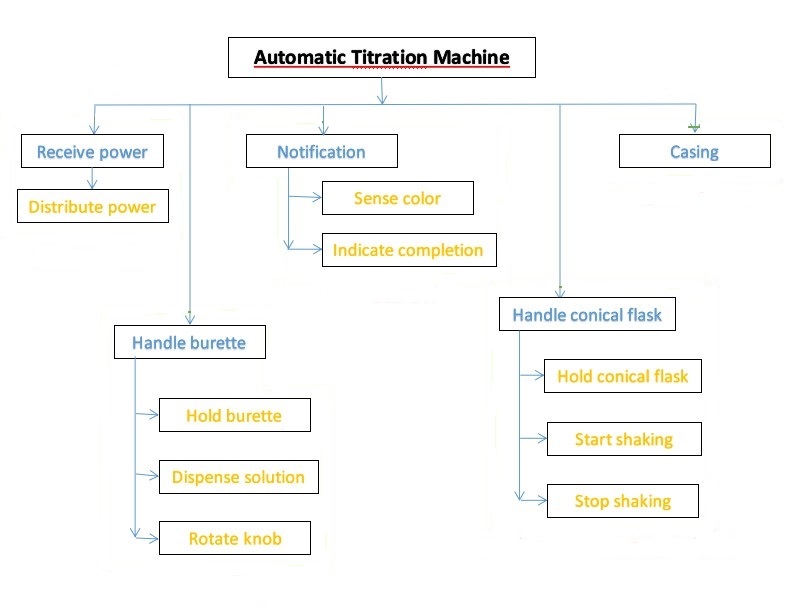 Automatic Titration Machine
Receive power
Distribute power
Handle burette
Hold burette
Dispense solution
Rotate knob
Notification
Sense color
Indicate completion
Handle conical flask
Hold conical flask
Start shaking
Stop shaking
Casing